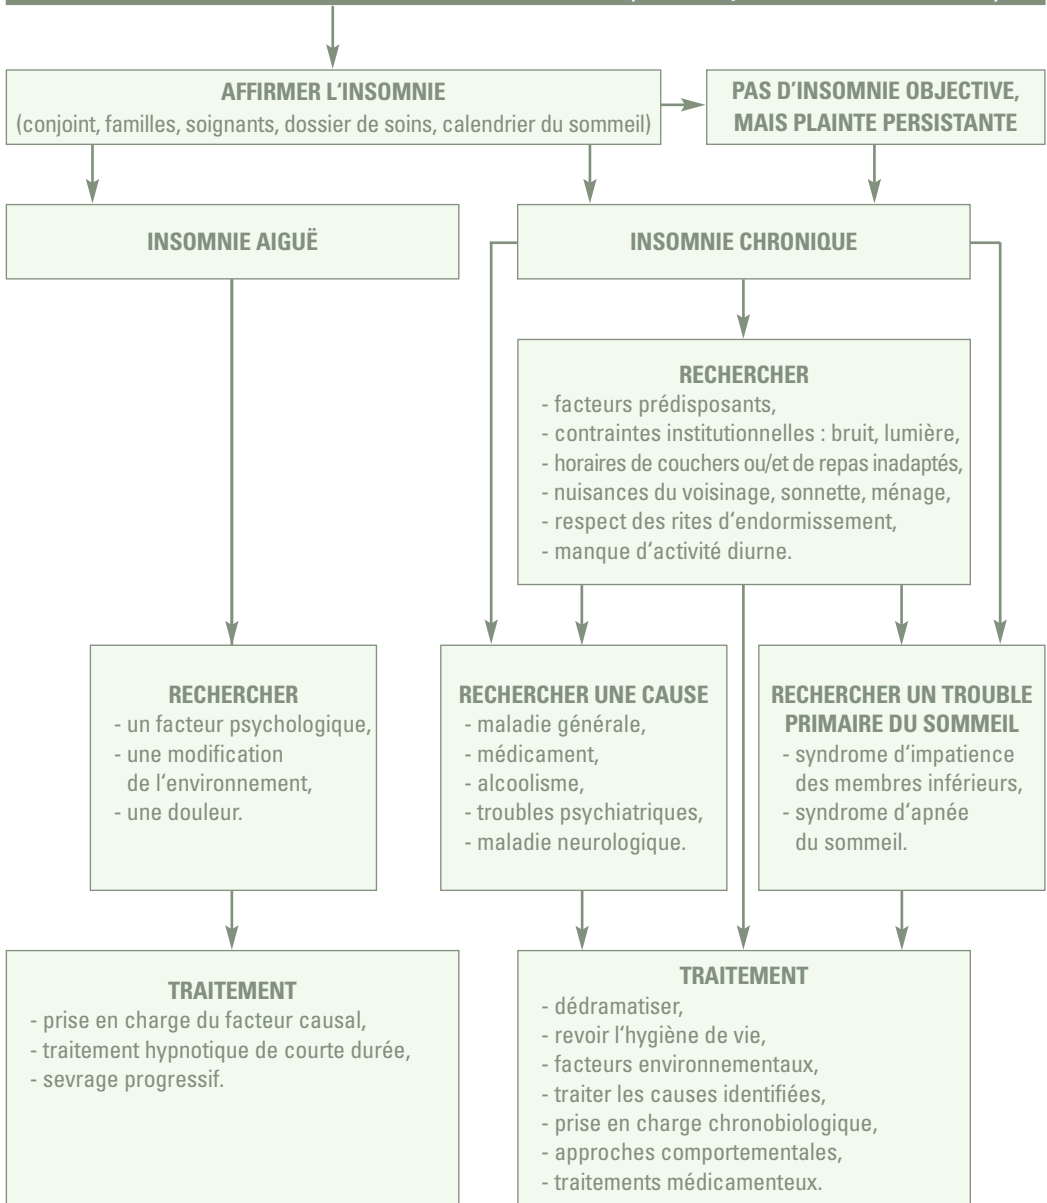 AFFIRMER L'INSOMNIE
(conjoint, familles, soignants, dossier de soins, calendrier du sommeil)
PAS D'INSOMNIE OBJECTIVE,
MAIS PLAINTE PERSISTANTE
INSOMNIE AIGUË
INSOMNIE CHRONIQUE
RECHERCHER
- facteurs prédisposants,
- contraintes institutionnelles : bruit, lumière,
- horaires de couchers ou/et de repas inadaptés,
- nuisances du voisinage, sonnette, ménage,
- respect des rites d'endormissement,
- manque d'activité diurne.
RECHERCHER
- un facteur psychologique,
- une modification
de l'environnement,
- une douleur.
RECHERCHER UNE CAUSE
- maladie générale,
- médicament,
- alcoolisme,
- troubles psychiatriques,
- maladie neurologique.
RECHERCHER UN TROUBLE
PRIMAIRE DU SOMMEIL
- syndrome d'impatience
des membres inférieurs,
- syndrome d'apnée
du sommeil.
TRAITEMENT
- prise en charge du facteur causal,
- traitement hypnotique de courte durée,
- sevrage progressif.
TRAITEMENT
- dédramatiser,
- revoir l'hygiène de vie,
- facteurs environnementaux,
- traiter les causes identifiées,
- prise en charge chronobiologique,
- approches comportementales,
- traitements médicamenteux.